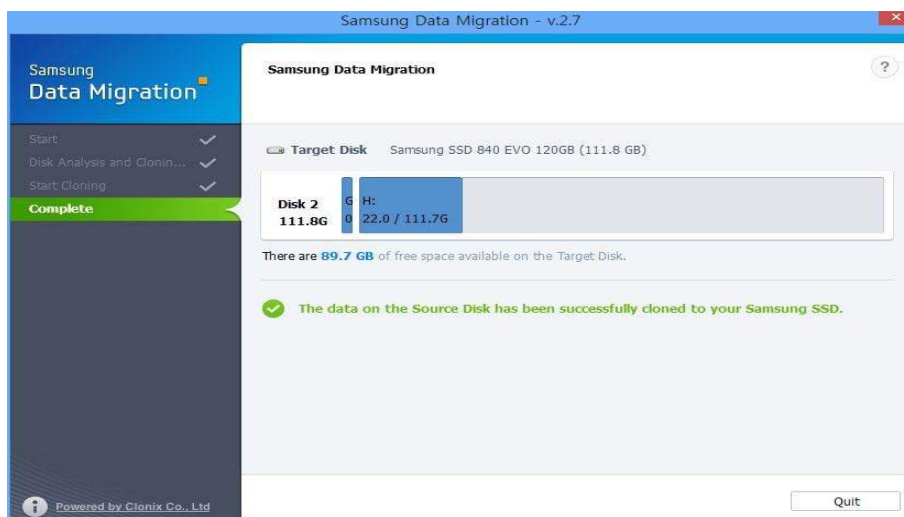 Samsung Data Migration - v.2.7
Samsung
Data Migration
Samsung Data Migration
?
Start
Disk Analysis and Clonin...
Start Cloning
Complete
Target Disk Samsung SSD 840 EVO 120GB (111.8 GB)
Disk 2
111.8G
G
0
H:
22.0 / 111.7G
There are 89.7 GB of free space available on the Target Disk.
The data on the Source Disk has been successfully cloned to your Samsung SSD.
Powered by Clonix Co., Ltd
Quit